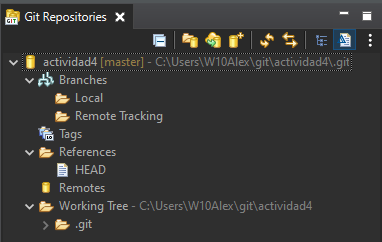 Git Repositories
actividad4 [master] - C:\Users\W10Alex\git\actividad4\.git
Branches
Local
Remote Tracking
Tags
References
HEAD
Remotes
Working Tree - C:\Users\W10Alex\git\actividad4
.git